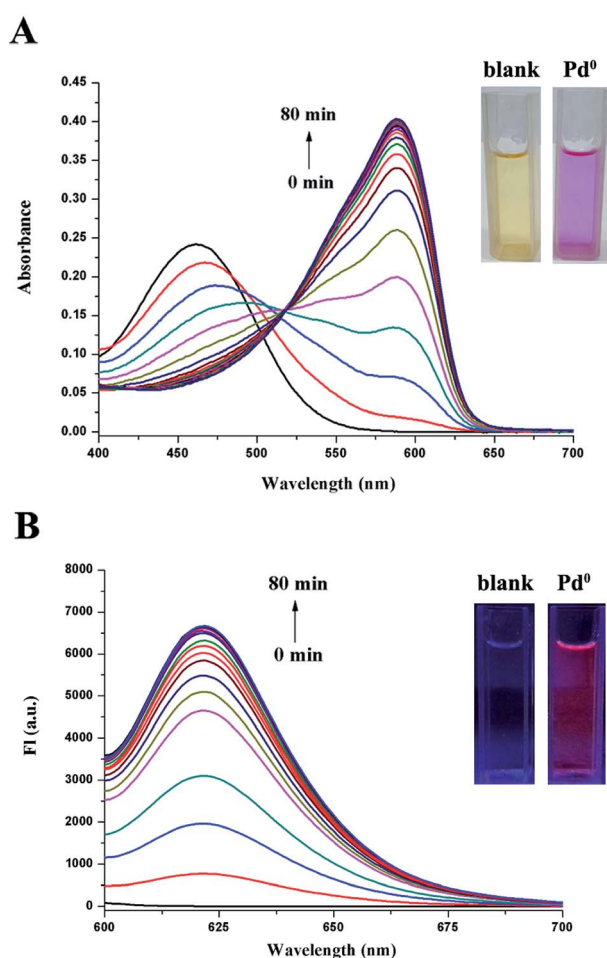 A
blank Pd⁰
0.45
0.40
0.35
0.30
0.25
0.20
0.15
0.10
0.05
0.00
Absorbance
80 min
0 min
400 450 500 550 600 650 700
Wavelength (nm)
B
blank Pd⁰
8000
7000
6000
5000
4000
3000
2000
1000
0
FI (a.u.)
80 min
0 min
600 625 650 675 700
Wavelength (nm)